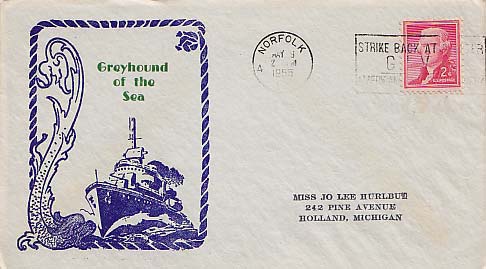 Greyhound
of the
Sea
NORFOLK
1955
STRIKE BACK AT
2¢
MISS JO LEE HURLBUT
242 PINE AVENUE
HOLLAND, MICHIGAN